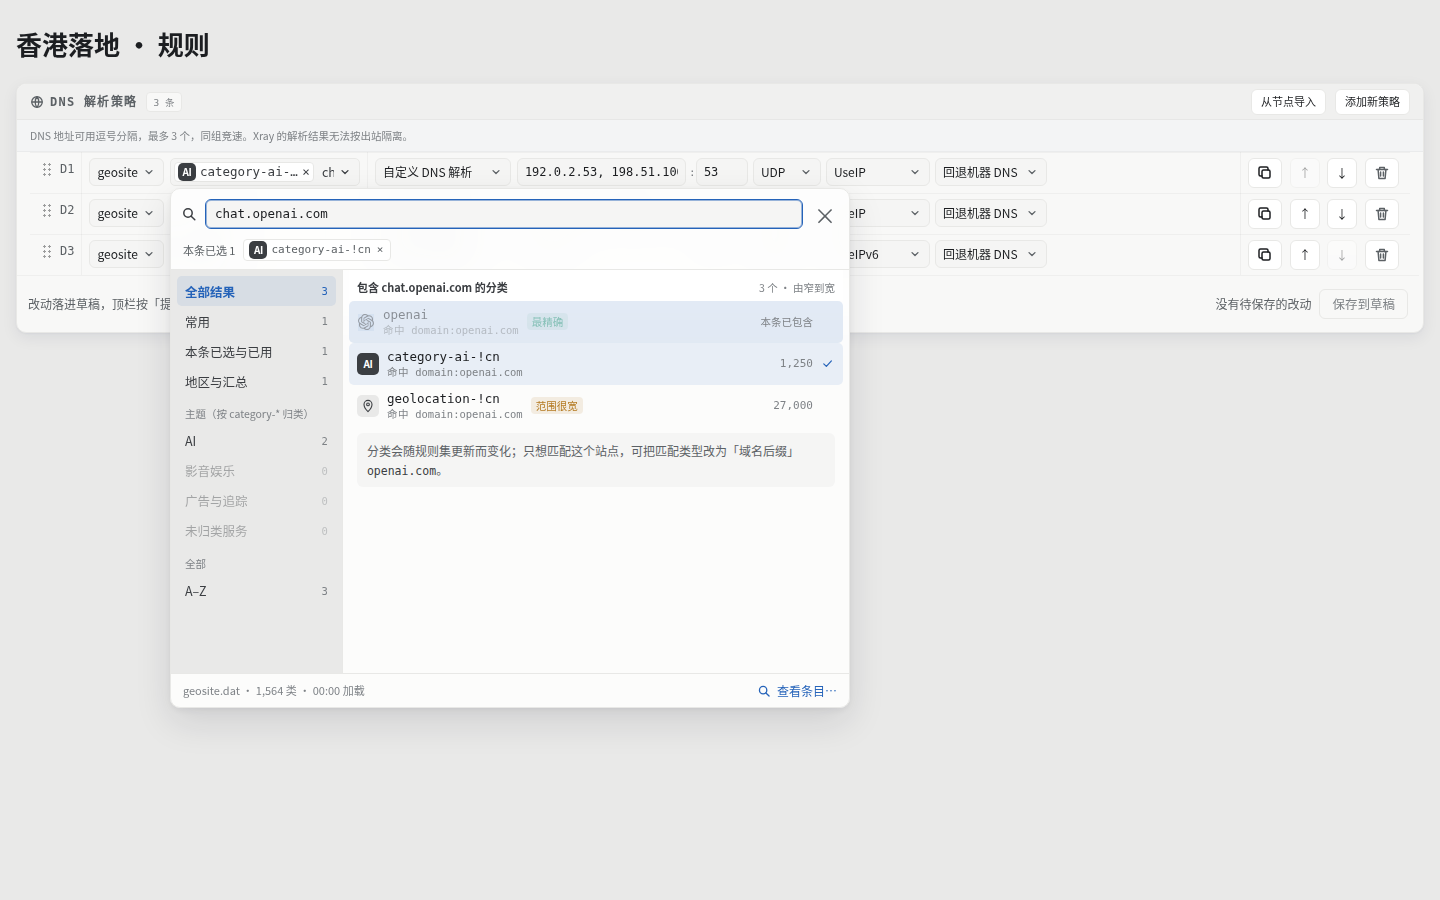 香港落地 · 规则
DNS 解析策略 3 条 从节点导入 添加新策略
DNS 地址可用逗号分隔，最多 3 个，同组竞速。Xray 的解析结果无法按出站隔离。
D1 geosite AI category-ai-… × ch 自定义 DNS 解析 192.0.2.53, 198.51.10 : 53 UDP UseIP 回退机器 DNS ↑ ↓
D2 geosite eIP 回退机器 DNS ↑ ↓
D3 geosite eIPv6 回退机器 DNS ↑ ↓
改动落进草稿，顶栏按「提 没有待保存的改动 保存到草稿
chat.openai.com
本条已选 1 AI category-ai-!cn ×
全部结果 3
常用 1
本条已选与已用 1
地区与汇总 1
主题（按 category-* 归类）
AI 2
影音娱乐 0
广告与追踪 0
未归类服务 0
全部
A–Z 3
包含 chat.openai.com 的分类 3 个 · 由窄到宽
openai 最精确 本条已包含
命中 domain:openai.com
AI category-ai-!cn 1,250
命中 domain:openai.com
geolocation-!cn 范围很宽 27,000
命中 domain:openai.com
分类会随规则集更新而变化；只想匹配这个站点，可把匹配类型改为「域名后缀」
openai.com。
geosite.dat · 1,564 类 · 00:00 加载 查看条目…